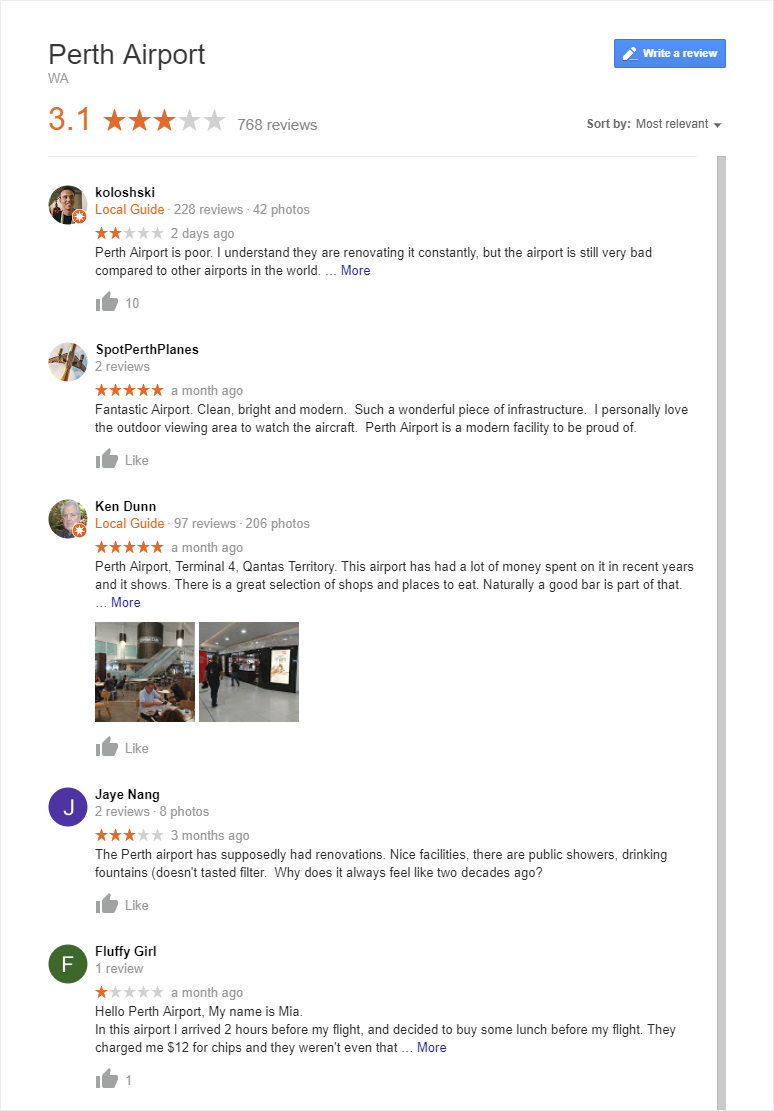 Perth Airport
Write a review
WA
3.1
768 reviews
Sort by: Most relevant
koloshski
Local Guide · 228 reviews · 42 photos
2 days ago
Perth Airport is poor. I understand they are renovating it constantly, but the airport is still very bad
compared to other airports in the world. … More
10
SpotPerthPlanes
2 reviews
a month ago
Fantastic Airport. Clean, bright and modern.  Such a wonderful piece of infrastructure.  I personally love
the outdoor viewing area to watch the aircraft.  Perth Airport is a modern facility to be proud of.
Like
Ken Dunn
Local Guide · 97 reviews · 206 photos
a month ago
Perth Airport, Terminal 4, Qantas Territory. This airport has had a lot of money spent on it in recent years
and it shows. There is a great selection of shops and places to eat. Naturally a good bar is part of that.
… More
Like
J
Jaye Nang
2 reviews · 8 photos
3 months ago
The Perth airport has supposedly had renovations. Nice facilities, there are public showers, drinking
fountains (doesn't tasted filter.  Why does it always feel like two decades ago?
Like
F
Fluffy Girl
1 review
a month ago
Hello Perth Airport, My name is Mia.
In this airport I arrived 2 hours before my flight, and decided to buy some lunch before my flight. They
charged me $12 for chips and they weren't even that … More
1